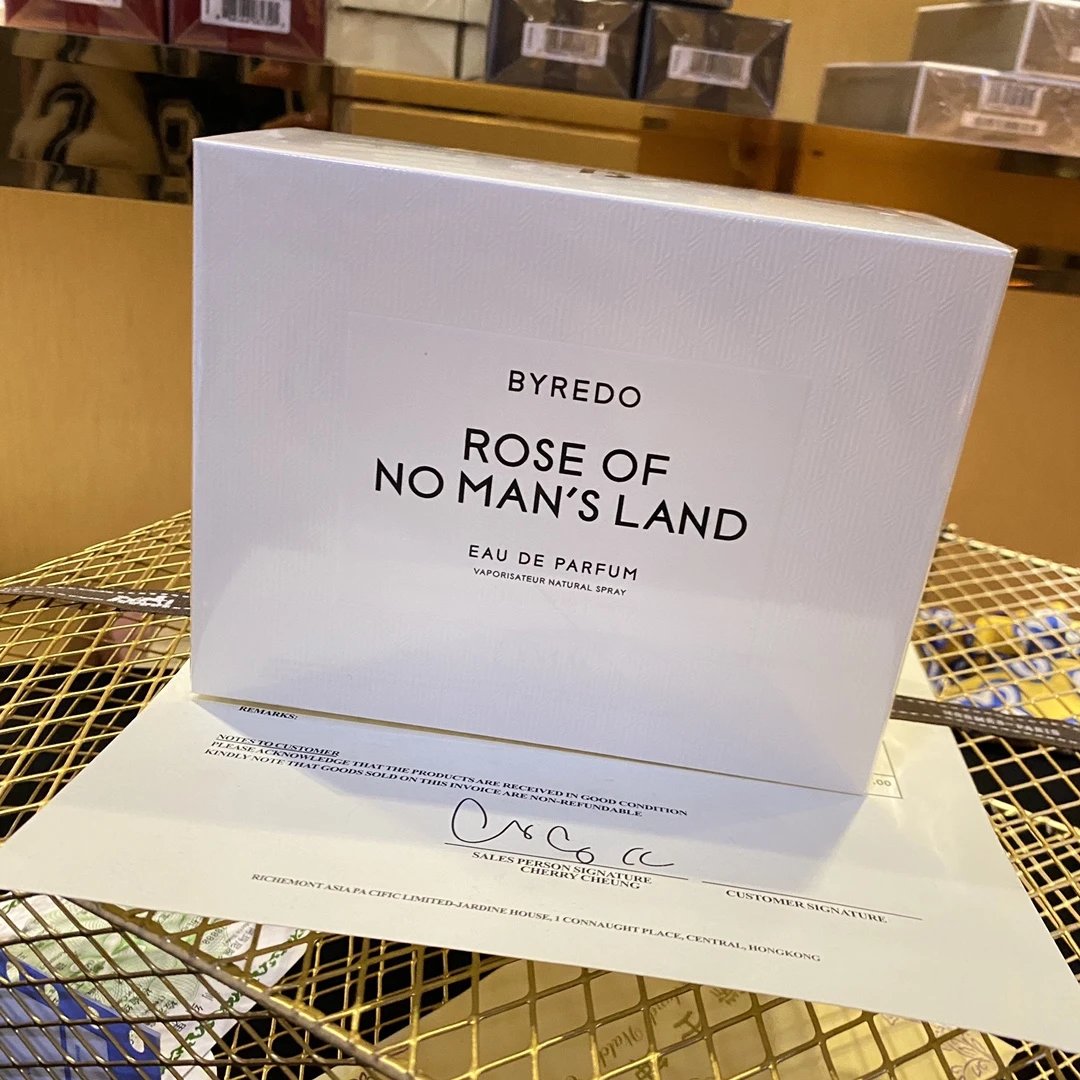 BYREDO
ROSE OF
NO MAN'S LAND
EAU DE PARFUM
VAPORISATEUR NATURAL SPRAY
REMARKS:
.00
NOTES TO CUSTOMER
PLEASE ACKNOWLEDGE THAT THE PRODUCTS ARE RECEIVED IN GOOD CONDITION
KINDLY NOTE THAT GOODS SOLD ON THIS INVOICE ARE NON-REFUNDABLE
SALES PERSON SIGNATURE
CHERRY CHEUNG
CUSTOMER SIGNATURE
RICHEMONT ASIA PACIFIC LIMITED-JARDINE HOUSE, 1 CONNAUGHT PLACE, CENTRAL, HONGKONG